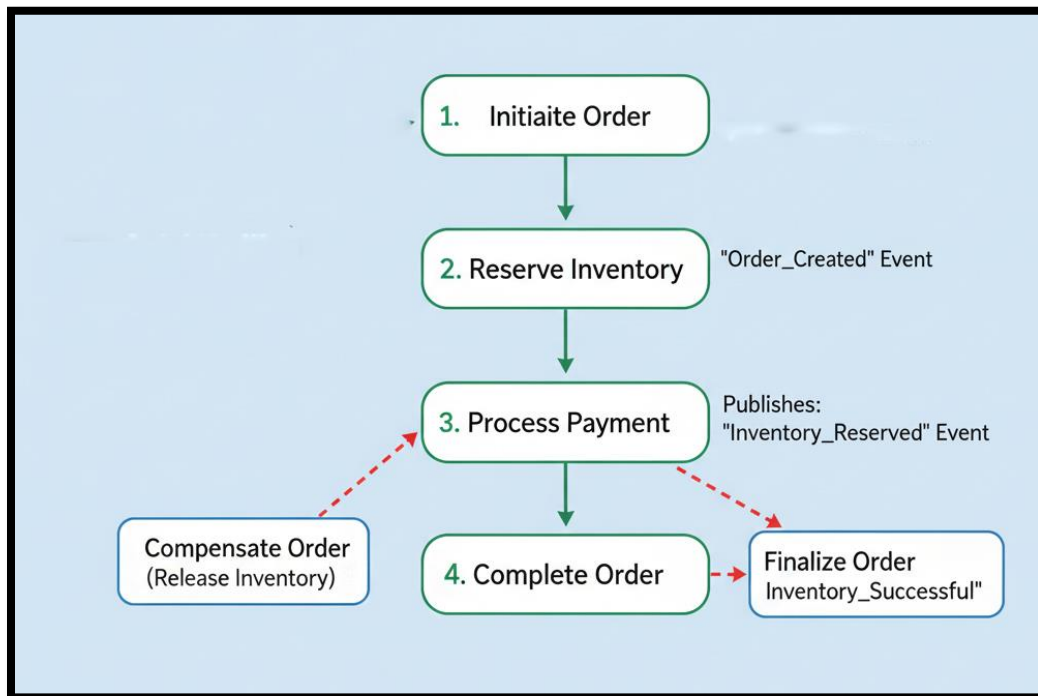 1. Initiaite Order
2. Reserve Inventory
"Order_Created" Event
3. Process Payment
Publishes:
"Inventory_Reserved" Event
Compensate Order
(Release Inventory)
4. Complete Order
Finalize Order
Inventory_Successful"